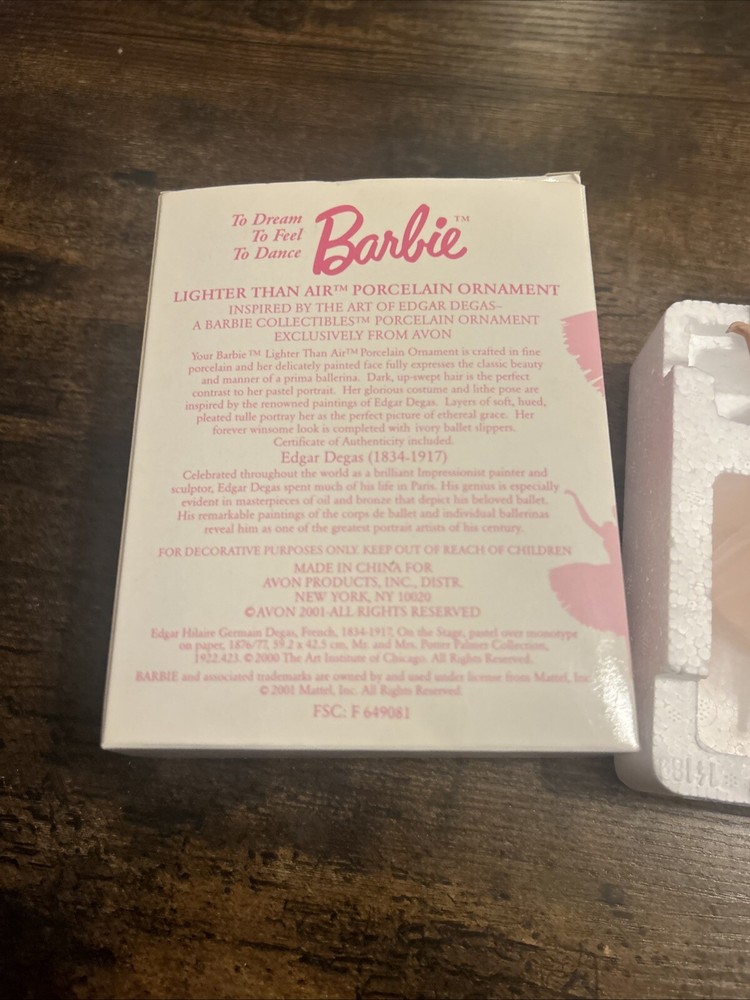 To Dream
To Feel
To Dance
Barbie™
LIGHTER THAN AIR™ PORCELAIN ORNAMENT
INSPIRED BY THE ART OF EDGAR DEGAS–
A BARBIE COLLECTIBLES™ PORCELAIN ORNAMENT
EXCLUSIVELY FROM AVON
Your Barbie™ Lighter Than Air™ Porcelain Ornament is crafted in fine
porcelain and her delicately painted face fully expresses the classic beauty
and manner of a prima ballerina. Dark, up-swept hair is the perfect
contrast to her pastel portrait. Her glorious costume and lithe pose are
inspired by the renowned paintings of Edgar Degas. Layers of soft, hued,
pleated tulle portray her as the perfect picture of ethereal grace. Her
forever winsome look is completed with ivory ballet slippers.
Certificate of Authenticity included.
Edgar Degas (1834-1917)
Celebrated throughout the world as a brilliant Impressionist painter and
sculptor, Edgar Degas spent much of his life in Paris. His genius is especially
evident in masterpieces of oil and bronze that depict his beloved ballet.
His remarkable paintings of the corps de ballet and individual ballerinas
reveal him as one of the greatest portrait artists of his century.
FOR DECORATIVE PURPOSES ONLY. KEEP OUT OF REACH OF CHILDREN
MADE IN CHINA FOR
AVON PRODUCTS, INC., DISTR.
NEW YORK, NY 10020
©AVON 2001-ALL RIGHTS RESERVED
Edgar Hilaire Germain Degas, French, 1834-1917, On the Stage, pastel over monotype
on paper, 1876/77, 59.2 x 42.5 cm, Mr. and Mrs. Potter Palmer Collection,
1922.423. © 2000 The Art Institute of Chicago. All Rights Reserved.
BARBIE and associated trademarks are owned by and used under license from Mattel, Inc.
© 2001 Mattel, Inc. All Rights Reserved.
FSC: F 649081